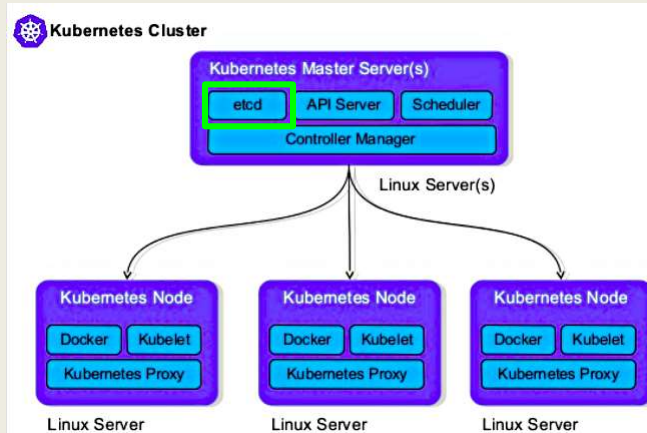 Kubernetes Cluster
Kubernetes Master Server(s)
etcd API Server Scheduler
Controller Manager
Linux Server(s)
Kubernetes Node Kubernetes Node Kubernetes Node
Docker Kubelet Docker Kubelet Docker Kubelet
Kubernetes Proxy Kubernetes Proxy Kubernetes Proxy
Linux Server Linux Server Linux Server